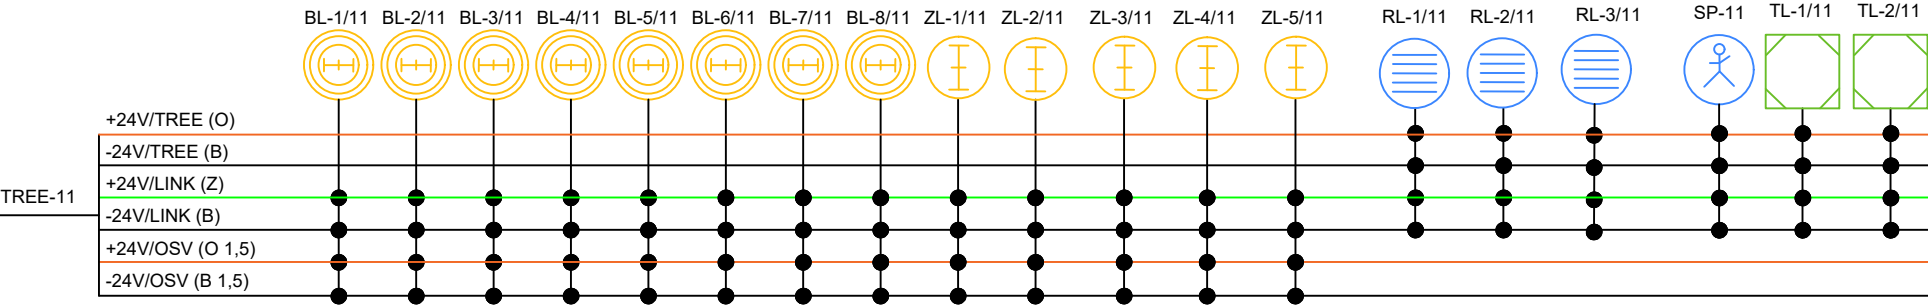 BL-1/11 BL-2/11 BL-3/11 BL-4/11 BL-5/11 BL-6/11 BL-7/11 BL-8/11 ZL-1/11 ZL-2/11 ZL-3/11 ZL-4/11 ZL-5/11 RL-1/11 RL-2/11 RL-3/11 SP-11 TL-1/11 TL-2/11
+24V/TREE (O)
-24V/TREE (B)
+24V/LINK (Z)
TREE-11
-24V/LINK (B)
+24V/OSV (O 1,5)
-24V/OSV (B 1,5)